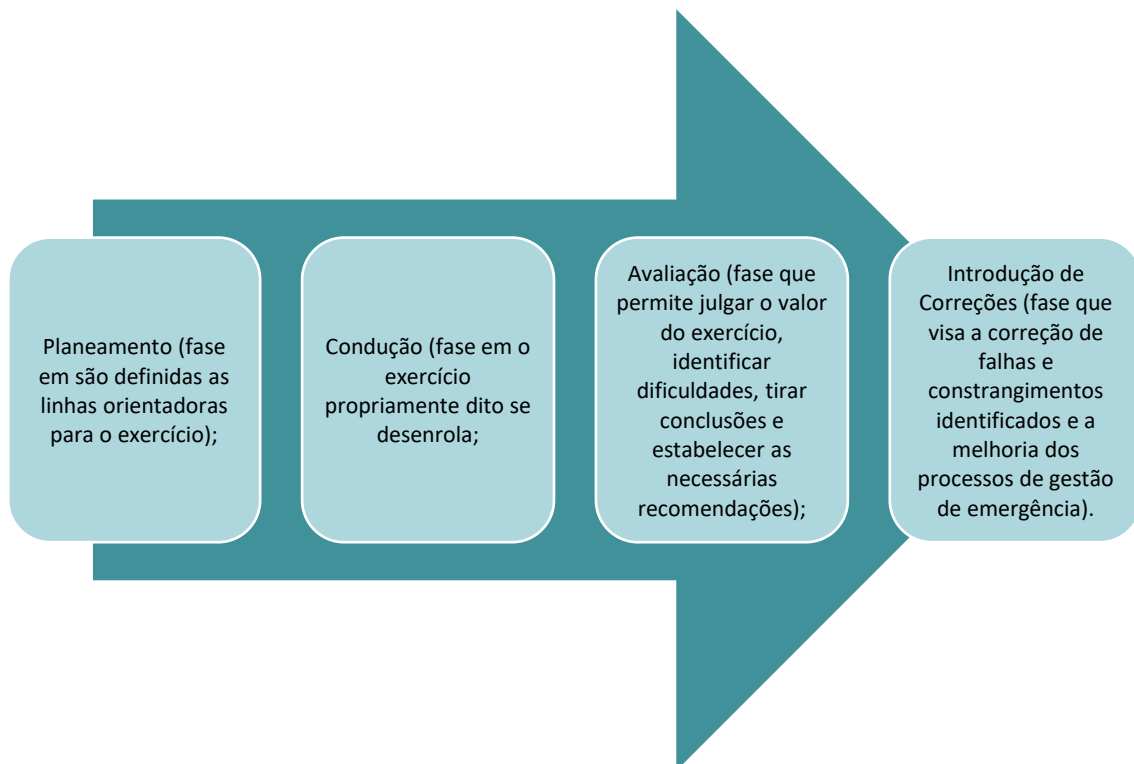 Planeamento (fase
em são definidas as
linhas orientadoras
para o exercício);
Condução (fase em o
exercício
propriamente dito se
desenrola;
Avaliação (fase que
permite julgar o valor
do exercício,
identificar
dificuldades, tirar
conclusões e
estabelecer as
necessárias
recomendações);
Introdução de
Correções (fase que
visa a correção de
falhas e
constrangimentos
identificados e a
melhoria dos
processos de gestão
de emergência).